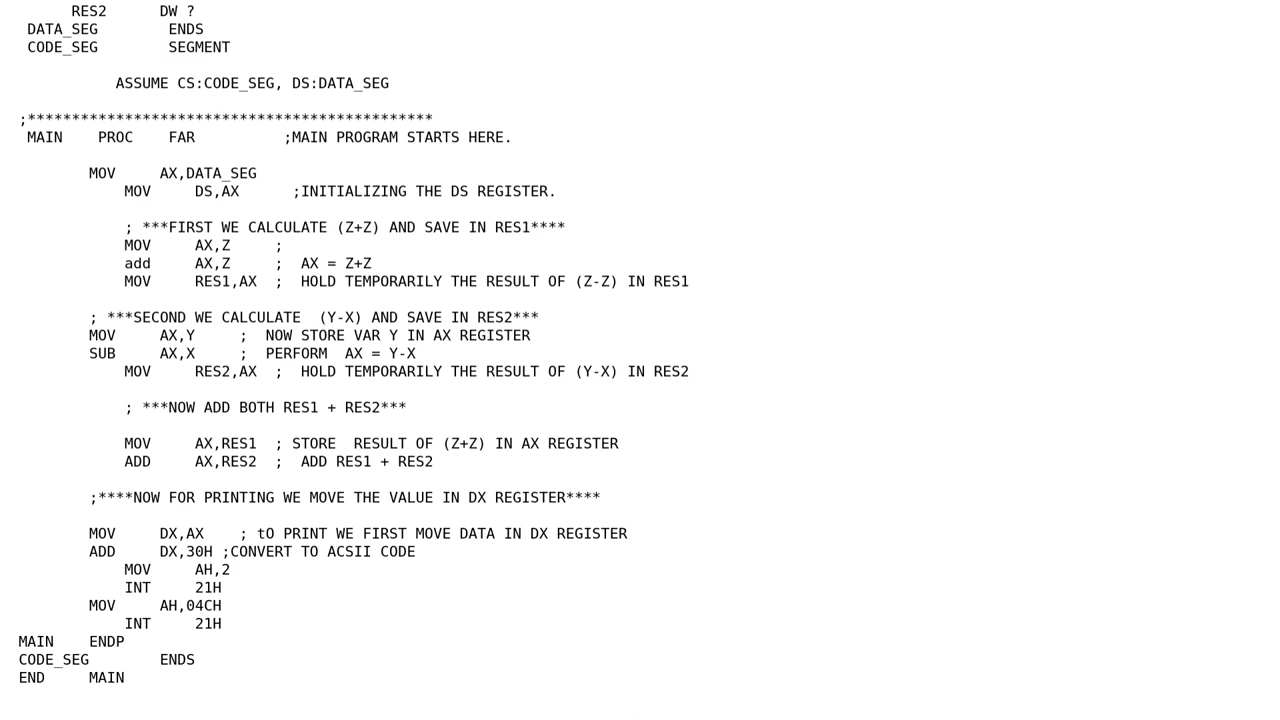 RES2      DW ?
DATA_SEG        ENDS
CODE_SEG        SEGMENT
ASSUME CS:CODE_SEG, DS:DATA_SEG
;**********************************************
MAIN    PROC    FAR          ;MAIN PROGRAM STARTS HERE.
MOV     AX,DATA_SEG
MOV     DS,AX      ;INITIALIZING THE DS REGISTER.
; ***FIRST WE CALCULATE (Z+Z) AND SAVE IN RES1****
MOV     AX,Z     ;
add     AX,Z     ;  AX = Z+Z
MOV     RES1,AX  ;  HOLD TEMPORARILY THE RESULT OF (Z-Z) IN RES1
; ***SECOND WE CALCULATE  (Y-X) AND SAVE IN RES2***
MOV     AX,Y     ;  NOW STORE VAR Y IN AX REGISTER
SUB     AX,X     ;  PERFORM  AX = Y-X
MOV     RES2,AX  ;  HOLD TEMPORARILY THE RESULT OF (Y-X) IN RES2
; ***NOW ADD BOTH RES1 + RES2***
MOV     AX,RES1  ; STORE  RESULT OF (Z+Z) IN AX REGISTER
ADD     AX,RES2  ;  ADD RES1 + RES2
;****NOW FOR PRINTING WE MOVE THE VALUE IN DX REGISTER****
MOV     DX,AX    ; tO PRINT WE FIRST MOVE DATA IN DX REGISTER
ADD     DX,30H ;CONVERT TO ACSII CODE
MOV     AH,2
INT     21H
MOV     AH,04CH
INT     21H
MAIN    ENDP
CODE_SEG        ENDS
END     MAIN